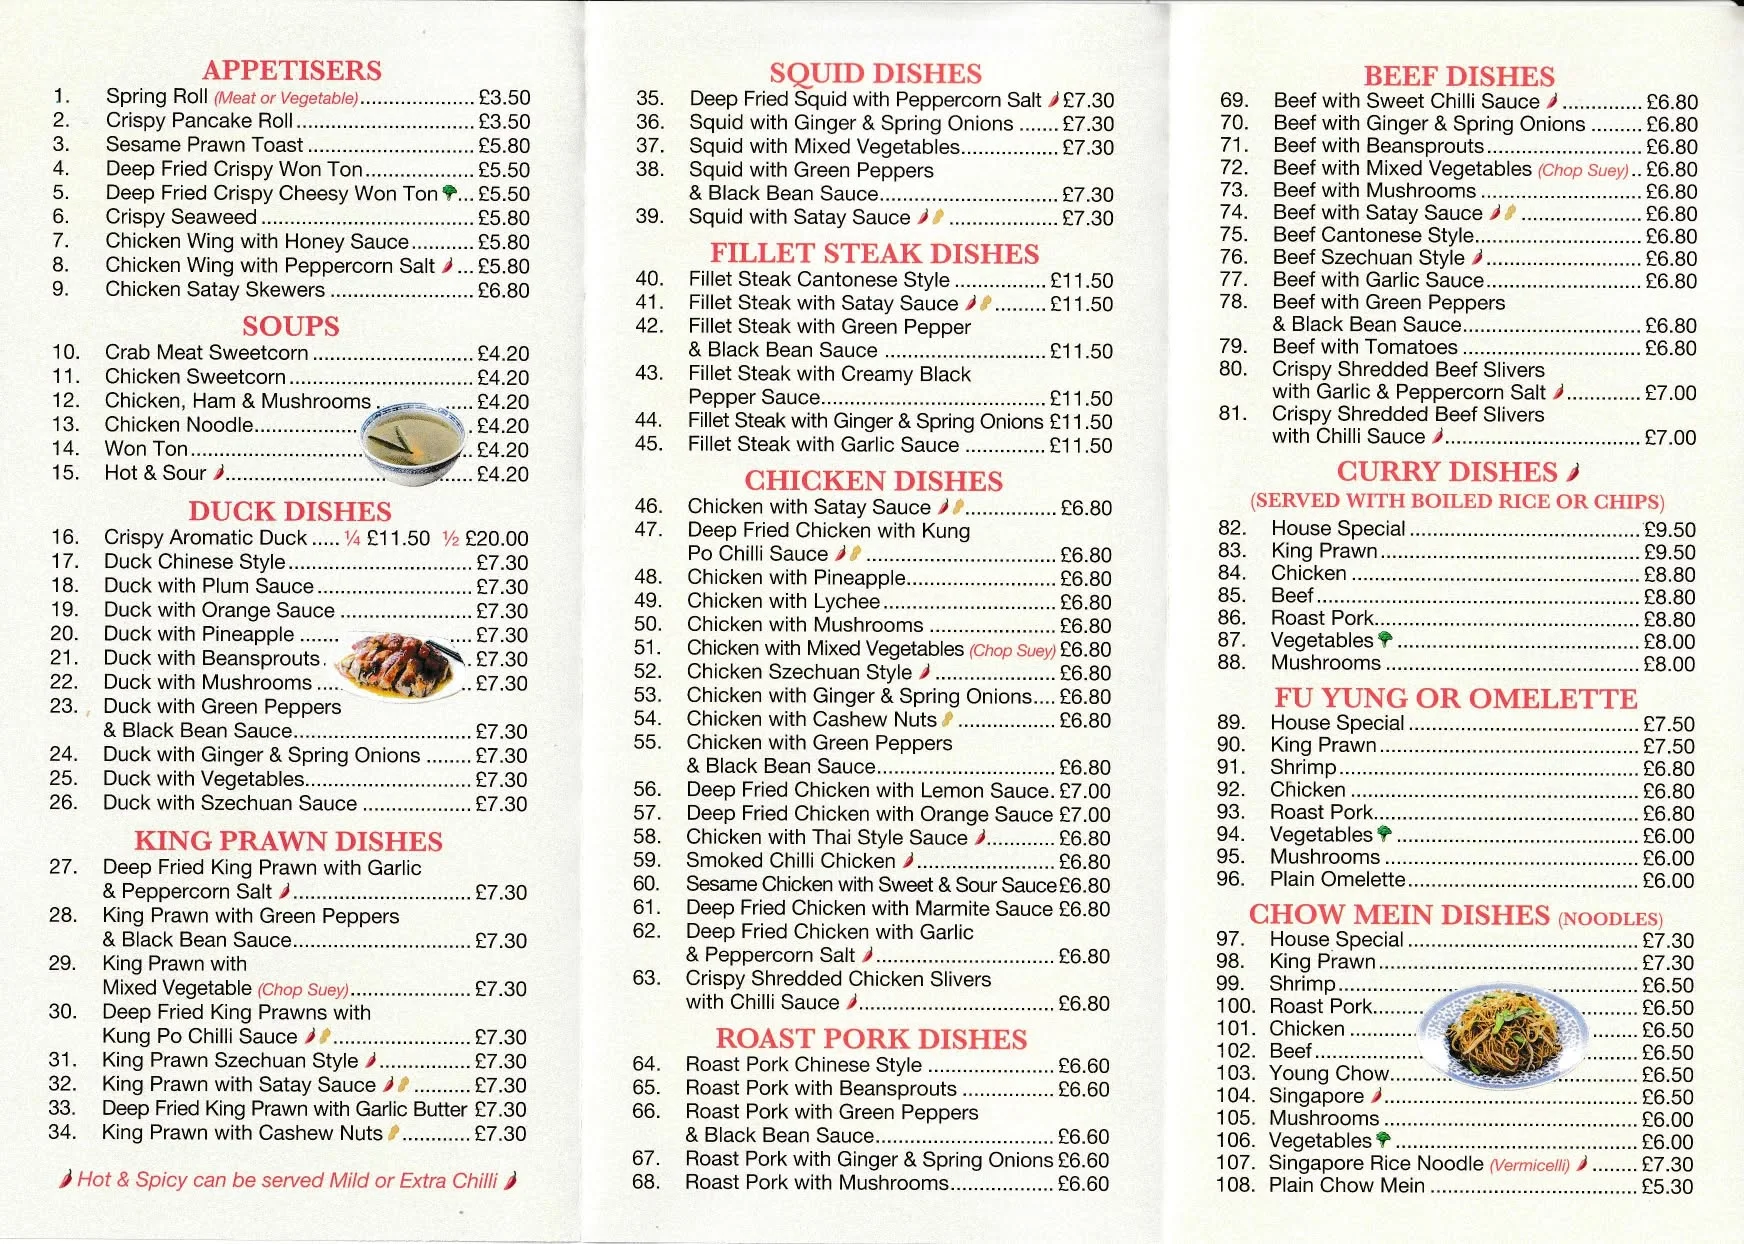 APPETISERS
1. Spring Roll (Meat or Vegetable).................... £3.50
2. Crispy Pancake Roll............................... £3.50
3. Sesame Prawn Toast............................. £5.80
4. Deep Fried Crispy Won Ton................... £5.50
5. Deep Fried Crispy Cheesy Won Ton ... £5.50
6. Crispy Seaweed..................................... £5.80
7. Chicken Wing with Honey Sauce........... £5.80
8. Chicken Wing with Peppercorn Salt ... £5.80
9. Chicken Satay Skewers ......................... £6.80
SOUPS
10. Crab Meat Sweetcorn............................ £4.20
11. Chicken Sweetcorn................................ £4.20
12. Chicken, Ham & Mushrooms ...... £4.20
13. Chicken Noodle................... £4.20
14. Won Ton............................... £4.20
15. Hot & Sour ............................ £4.20
DUCK DISHES
16. Crispy Aromatic Duck ..... ¼ £11.50 ½ £20.00
17. Duck Chinese Style................................ £7.30
18. Duck with Plum Sauce........................... £7.30
19. Duck with Orange Sauce ....................... £7.30
20. Duck with Pineapple ....... .... £7.30
21. Duck with Beansprouts. . £7.30
22. Duck with Mushrooms .... .. £7.30
23. Duck with Green Peppers
& Black Bean Sauce............................... £7.30
24. Duck with Ginger & Spring Onions ........ £7.30
25. Duck with Vegetables............................. £7.30
26. Duck with Szechuan Sauce ................... £7.30
KING PRAWN DISHES
27. Deep Fried King Prawn with Garlic
& Peppercorn Salt ................................ £7.30
28. King Prawn with Green Peppers
& Black Bean Sauce............................... £7.30
29. King Prawn with
Mixed Vegetable (Chop Suey)..................... £7.30
30. Deep Fried King Prawns with
Kung Po Chilli Sauce ......................... £7.30
31. King Prawn Szechuan Style ................ £7.30
32. King Prawn with Satay Sauce .......... £7.30
33. Deep Fried King Prawn with Garlic Butter £7.30
34. King Prawn with Cashew Nuts ............ £7.30
Hot & Spicy can be served Mild or Extra Chilli
SQUID DISHES
35. Deep Fried Squid with Peppercorn Salt £7.30
36. Squid with Ginger & Spring Onions ....... £7.30
37. Squid with Mixed Vegetables................. £7.30
38. Squid with Green Peppers
& Black Bean Sauce............................... £7.30
39. Squid with Satay Sauce ................... £7.30
FILLET STEAK DISHES
40. Fillet Steak Cantonese Style ................ £11.50
41. Fillet Steak with Satay Sauce ......... £11.50
42. Fillet Steak with Green Pepper
& Black Bean Sauce ............................ £11.50
43. Fillet Steak with Creamy Black
Pepper Sauce....................................... £11.50
44. Fillet Steak with Ginger & Spring Onions £11.50
45. Fillet Steak with Garlic Sauce .............. £11.50
CHICKEN DISHES
46. Chicken with Satay Sauce ................ £6.80
47. Deep Fried Chicken with Kung
Po Chilli Sauce ................................. £6.80
48. Chicken with Pineapple.......................... £6.80
49. Chicken with Lychee.............................. £6.80
50. Chicken with Mushrooms ...................... £6.80
51. Chicken with Mixed Vegetables (Chop Suey) £6.80
52. Chicken Szechuan Style ..................... £6.80
53. Chicken with Ginger & Spring Onions.... £6.80
54. Chicken with Cashew Nuts ................. £6.80
55. Chicken with Green Peppers
& Black Bean Sauce............................... £6.80
56. Deep Fried Chicken with Lemon Sauce. £7.00
57. Deep Fried Chicken with Orange Sauce £7.00
58. Chicken with Thai Style Sauce ............ £6.80
59. Smoked Chilli Chicken ........................ £6.80
60. Sesame Chicken with Sweet & Sour Sauce £6.80
61. Deep Fried Chicken with Marmite Sauce £6.80
62. Deep Fried Chicken with Garlic
& Peppercorn Salt ............................... £6.80
63. Crispy Shredded Chicken Slivers
with Chilli Sauce .................................. £6.80
ROAST PORK DISHES
64. Roast Pork Chinese Style ...................... £6.60
65. Roast Pork with Beansprouts ................ £6.60
66. Roast Pork with Green Peppers
& Black Bean Sauce............................... £6.60
67. Roast Pork with Ginger & Spring Onions £6.60
68. Roast Pork with Mushrooms.................. £6.60
BEEF DISHES
69. Beef with Sweet Chilli Sauce .............. £6.80
70. Beef with Ginger & Spring Onions ......... £6.80
71. Beef with Beansprouts........................... £6.80
72. Beef with Mixed Vegetables (Chop Suey).. £6.80
73. Beef with Mushrooms ............................ £6.80
74. Beef with Satay Sauce ..................... £6.80
75. Beef Cantonese Style............................. £6.80
76. Beef Szechuan Style ........................... £6.80
77. Beef with Garlic Sauce........................... £6.80
78. Beef with Green Peppers
& Black Bean Sauce............................... £6.80
79. Beef with Tomatoes ............................... £6.80
80. Crispy Shredded Beef Slivers
with Garlic & Peppercorn Salt ............. £7.00
81. Crispy Shredded Beef Slivers
with Chilli Sauce .................................. £7.00
CURRY DISHES
(SERVED WITH BOILED RICE OR CHIPS)
82. House Special ........................................ £9.50
83. King Prawn............................................. £9.50
84. Chicken .................................................. £8.80
85. Beef........................................................ £8.80
86. Roast Pork.............................................. £8.80
87. Vegetables ........................................... £8.00
88. Mushrooms ............................................ £8.00
FU YUNG OR OMELETTE
89. House Special ........................................ £7.50
90. King Prawn............................................. £7.50
91. Shrimp.................................................... £6.80
92. Chicken .................................................. £6.80
93. Roast Pork.............................................. £6.80
94. Vegetables .......................................... £6.00
95. Mushrooms ............................................ £6.00
96. Plain Omelette........................................ £6.00
CHOW MEIN DISHES (NOODLES)
97. House Special ........................................ £7.30
98. King Prawn............................................. £7.30
99. Shrimp.................... £6.50
100. Roast Pork......... ......... £6.50
101. Chicken ............ ......... £6.50
102. Beef................... ......... £6.50
103. Young Chow........... .............. £6.50
104. Singapore ............................................ £6.50
105. Mushrooms............................................. £6.00
106. Vegetables .......................................... £6.00
107. Singapore Rice Noodle (Vermicelli) ........ £7.30
108. Plain Chow Mein .................................... £5.30